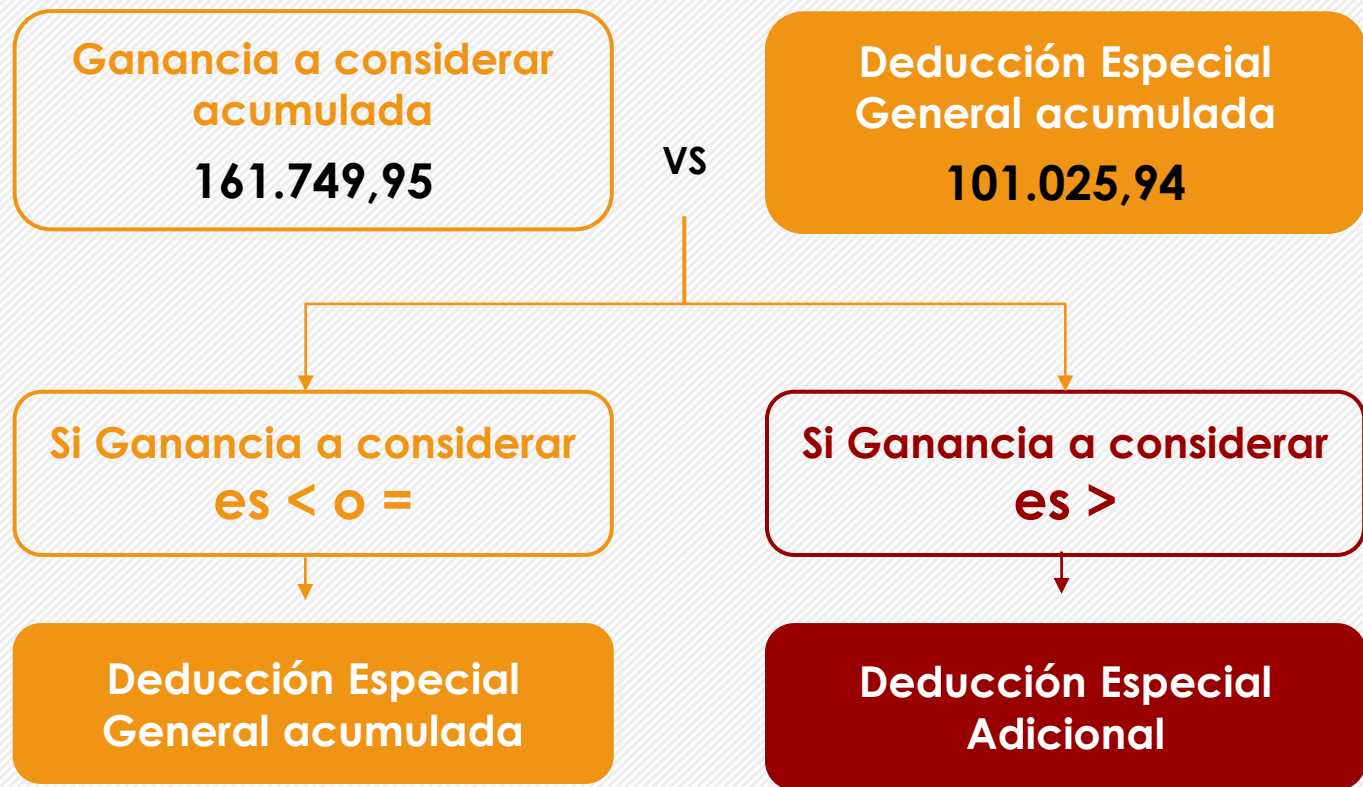 Ganancia a considerar
acumulada
161.749,95
VS
Deducción Especial
General acumulada
101.025,94
Si Ganancia a considerar
es < o =
Si Ganancia a considerar
es >
Deducción Especial
General acumulada
Deducción Especial
Adicional